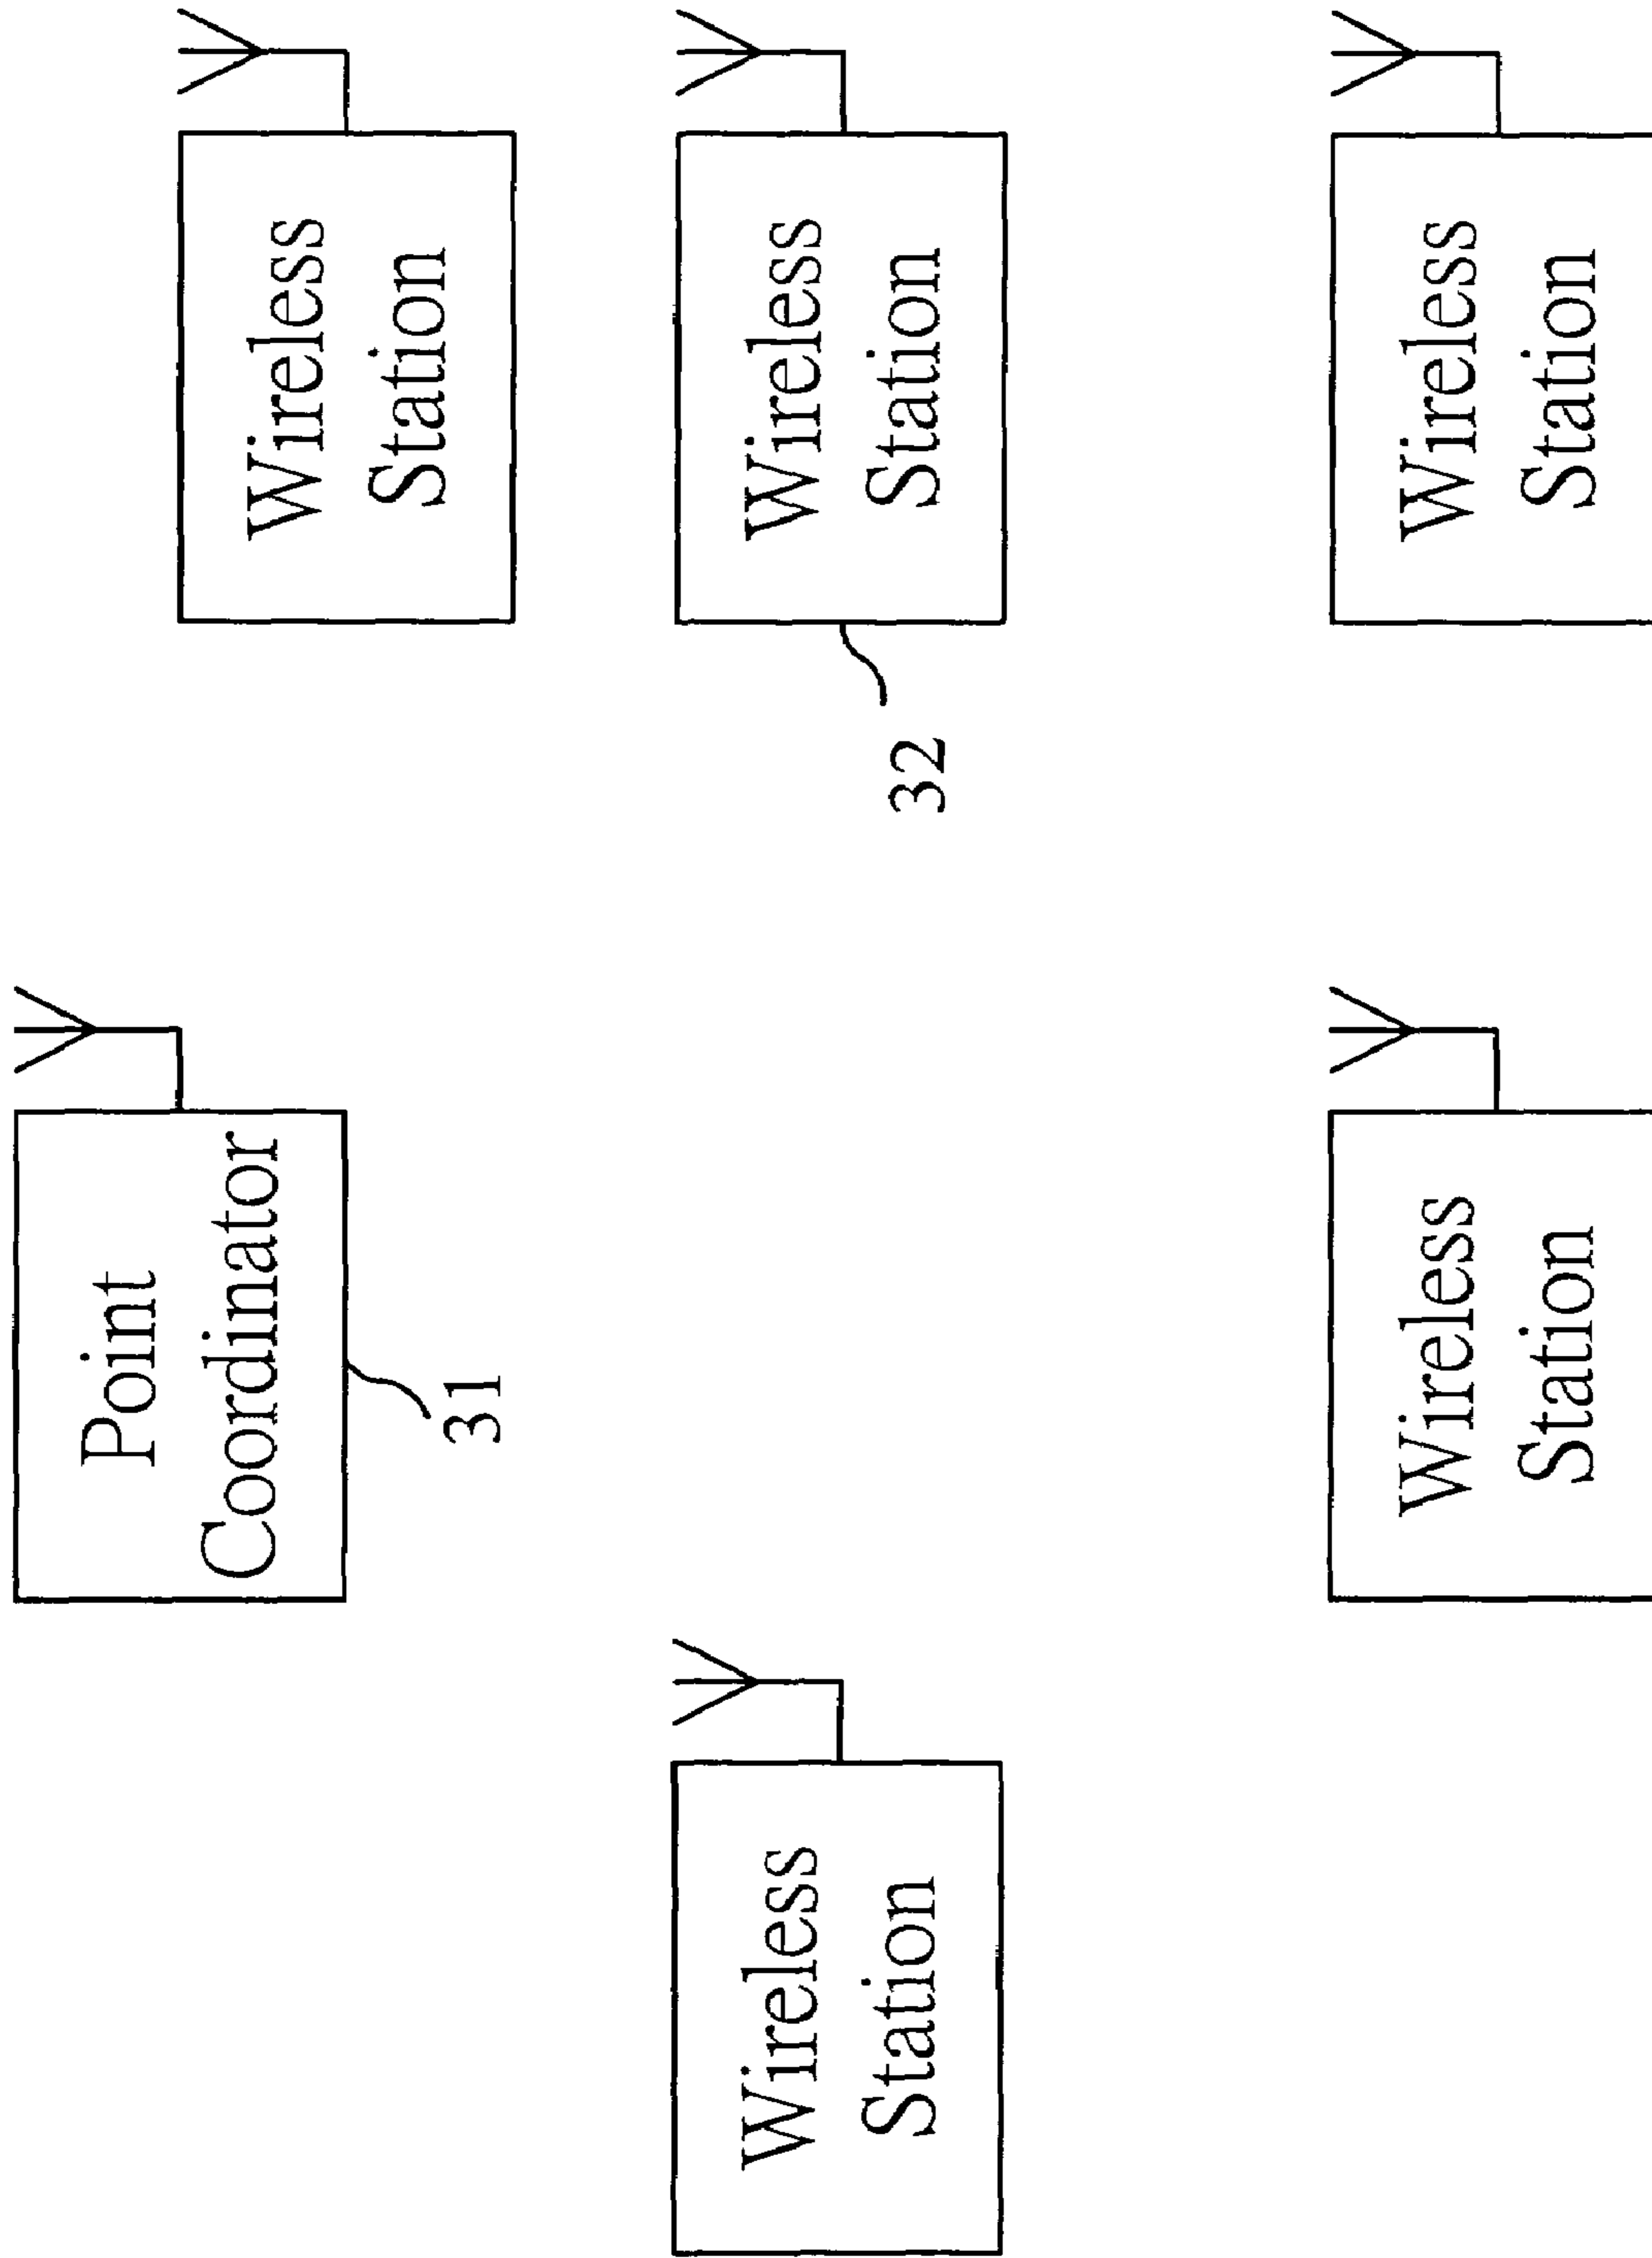 Point
Coordinator
31
Wireless
Station
Wireless
Station
Wireless
Station
32
Wireless
Station
Wireless
Station